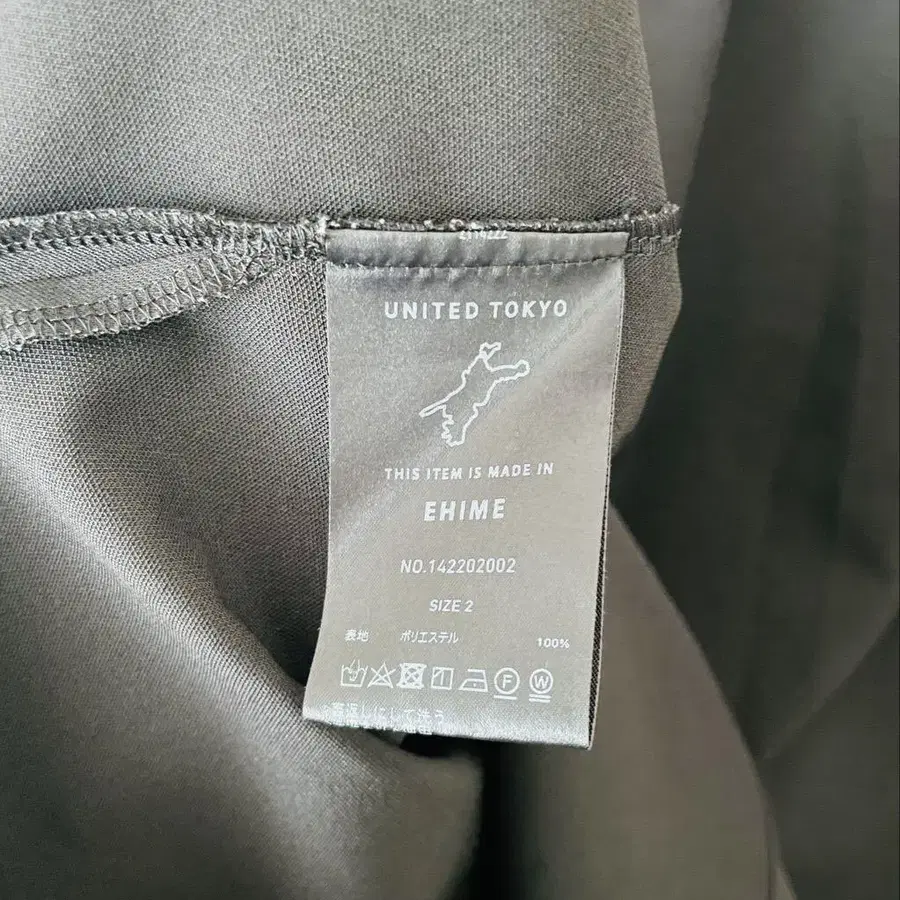 UNITED TOKYO
THIS ITEM IS MADE IN
EHIME
NO.142202002
SIZE 2
表地 ポリエステル 100%
F W